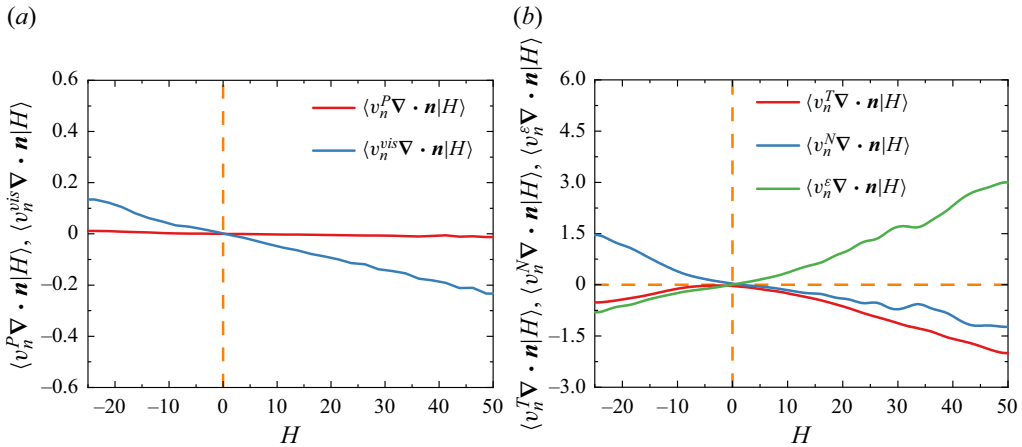 (a)
(b)
⟨v_n^P ∇ • n|H⟩, ⟨v_n^{vis} ∇ • n|H⟩
0.6
0.4
0.2
0
–0.2
–0.4
–0.6
⟨v_n^P ∇ • n|H⟩
⟨v_n^{vis} ∇ • n|H⟩
–20 –10 0 10 20 30 40 50
H
⟨v_n^T ∇ • n|H⟩, ⟨v_n^N ∇ • n|H⟩, ⟨v_n^ε ∇ • n|H⟩
6.0
4.5
3.0
1.5
0
–1.5
–3.0
⟨v_n^T ∇ • n|H⟩
⟨v_n^N ∇ • n|H⟩
⟨v_n^ε ∇ • n|H⟩
–20 –10 0 10 20 30 40 50
H